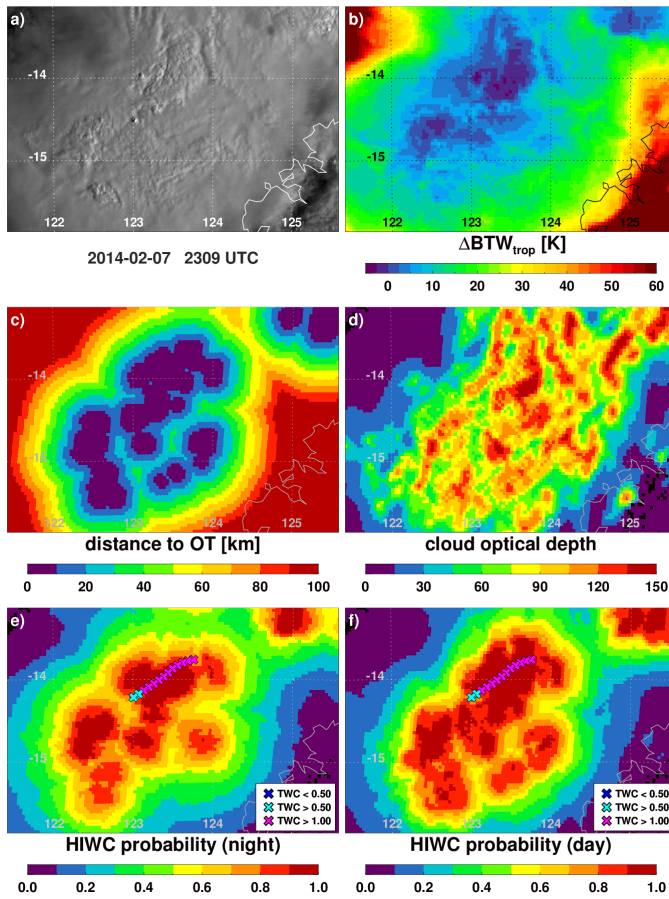 a)
-14
-15
122
123
124
125
2014-02-07 2309 UTC
b)
-14
-15
122
123
124
125
ΔBTWtrop [K]
0 10 20 30 40 50 60
c)
-14
-15
122
123
124
125
distance to OT [km]
0 20 40 60 80 100
d)
-14
-15
122
123
124
125
cloud optical depth
0 30 60 90 120 150
e)
-14
-15
122
123
124
TWC < 0.50
TWC > 0.50
TWC > 1.00
HIWC probability (night)
0.0 0.2 0.4 0.6 0.8 1.0
f)
-14
-15
122
123
124
TWC < 0.50
TWC > 0.50
TWC > 1.00
HIWC probability (day)
0.0 0.2 0.4 0.6 0.8 1.0